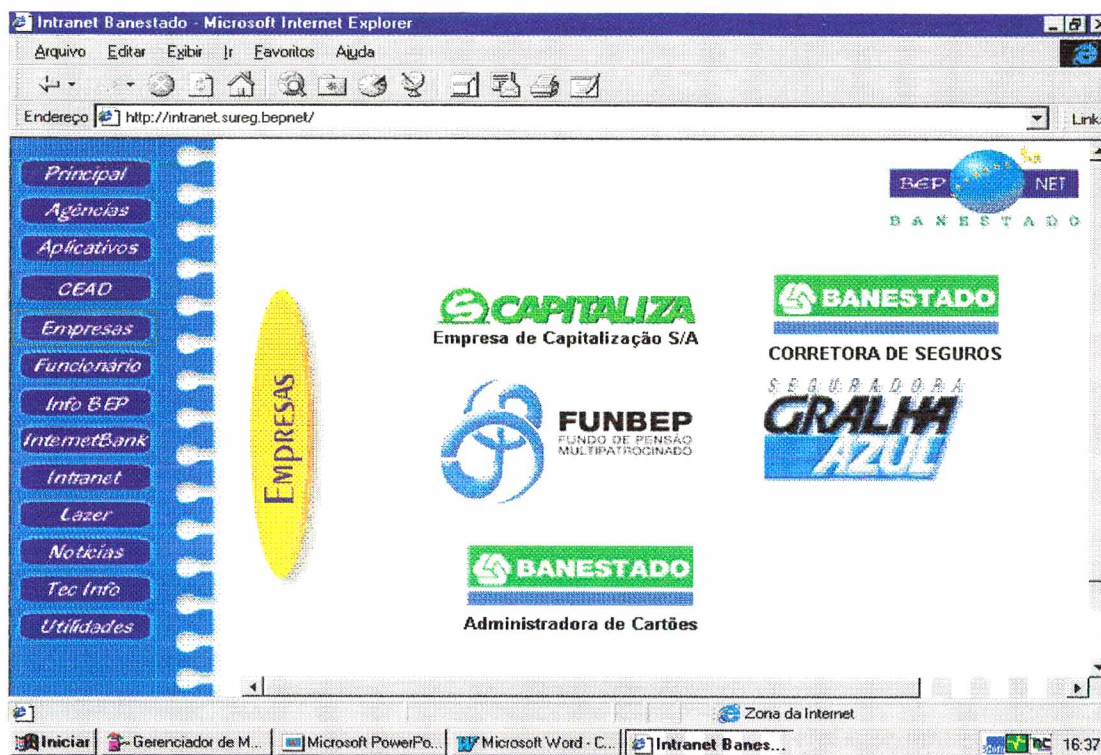 Intranet Banestado - Microsoft Internet Explorer
Arquivo Editar Exibir Ir Favoritos Ajuda
Endereço http://intranet.sureg.bepnet/ Link
Principal
Agências
Aplicativos
CEAD
Empresas
Funcionário
Info BEP
InternetBank
Intranet
Lazer
Notícias
Tec Info
Utilidades
BEP NET
BANESTADO
EMPRESAS
CAPITALIZA
Empresa de Capitalização S/A
BANESTADO
CORRETORA DE SEGUROS
FUNBEP
FUNDO DE PENSÃO
MULTIPATROCINADO
SEGURADORA
GRALHA
AZUL
BANESTADO
Administradora de Cartões
Zona da Internet
Iniciar Gerenciador de M... Microsoft PowerPo... Microsoft Word - C... Intranet Banes... 16:37